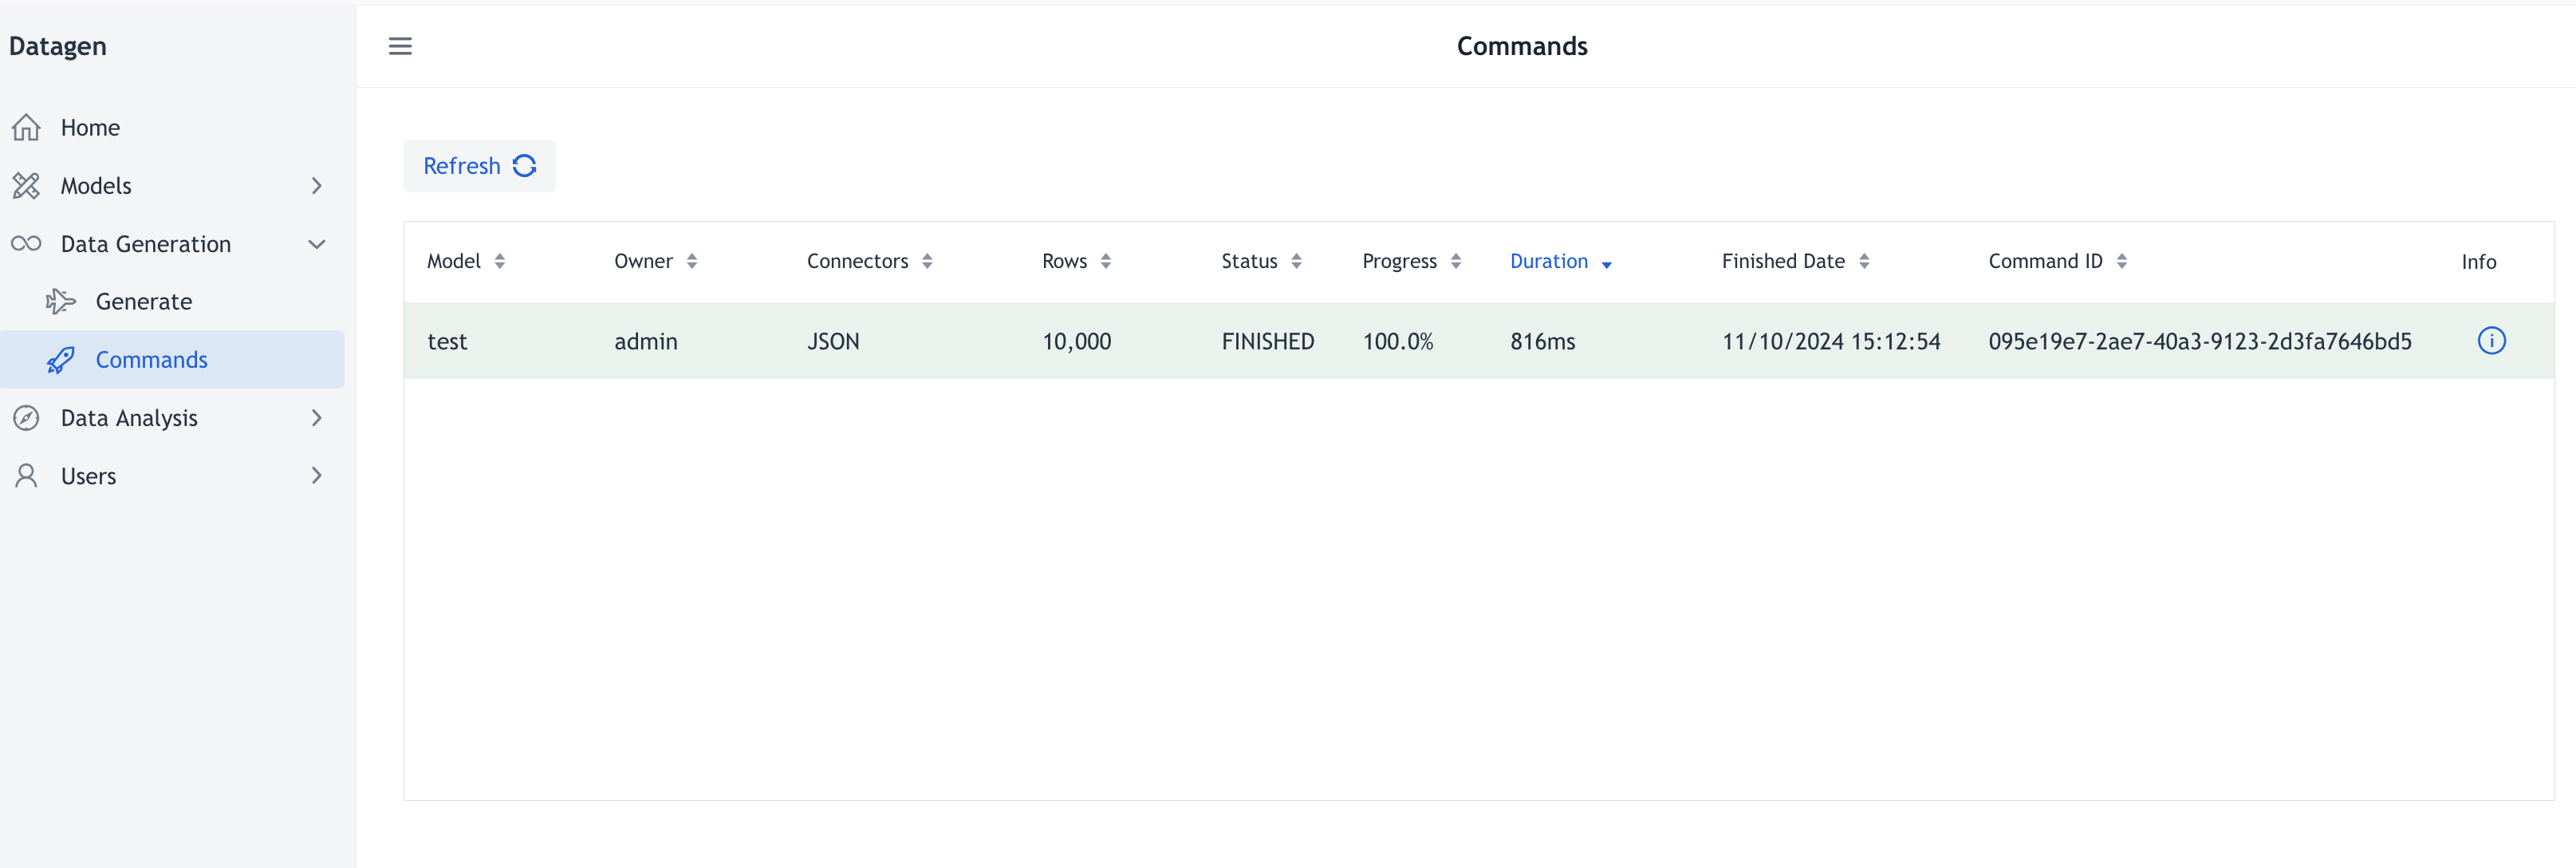 Datagen
Commands
Home
Models
Data Generation
Generate
Commands
Data Analysis
Users
Refresh
Model Owner Connectors Rows Status Progress Duration Finished Date Command ID Info
test admin JSON 10,000 FINISHED 100.0% 816ms 11/10/2024 15:12:54 095e19e7-2ae7-40a3-9123-2d3fa7646bd5